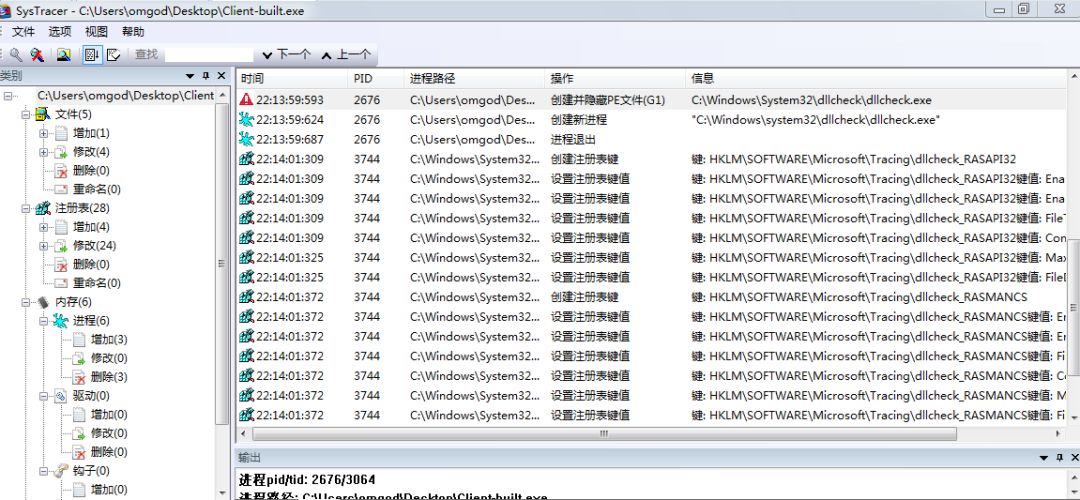 SysTracer - C:\Users\omgod\Desktop\Client-built.exe
文件 选项 视图 帮助
查找 下一个 上一个
类别
C:\Users\omgod\Desktop\Client
文件(5)
增加(1)
修改(4)
删除(0)
重命名(0)
注册表(28)
增加(4)
修改(24)
删除(0)
重命名(0)
内存(6)
进程(6)
增加(3)
修改(0)
删除(3)
驱动(0)
增加(0)
修改(0)
删除(0)
钩子(0)
增加(0)
时间 PID 进程路径 操作 信息
22:13:59:593 2676 C:\Users\omgod\Des... 创建并隐藏PE文件(G1) C:\Windows\System32\dllcheck\dllcheck.exe
22:13:59:624 2676 C:\Users\omgod\Des... 创建新进程 "C:\Windows\system32\dllcheck\dllcheck.exe"
22:13:59:687 2676 C:\Users\omgod\Des... 进程退出
22:14:01:309 3744 C:\Windows\System32... 创建注册表键 键: HKLM\SOFTWARE\Microsoft\Tracing\dllcheck_RASAPI32
22:14:01:309 3744 C:\Windows\System32... 设置注册表键值 键: HKLM\SOFTWARE\Microsoft\Tracing\dllcheck_RASAPI32键值: Ena
22:14:01:309 3744 C:\Windows\System32... 设置注册表键值 键: HKLM\SOFTWARE\Microsoft\Tracing\dllcheck_RASAPI32键值: Ena
22:14:01:309 3744 C:\Windows\System32... 设置注册表键值 键: HKLM\SOFTWARE\Microsoft\Tracing\dllcheck_RASAPI32键值: FileT
22:14:01:309 3744 C:\Windows\System32... 设置注册表键值 键: HKLM\SOFTWARE\Microsoft\Tracing\dllcheck_RASAPI32键值: Con
22:14:01:325 3744 C:\Windows\System32... 设置注册表键值 键: HKLM\SOFTWARE\Microsoft\Tracing\dllcheck_RASAPI32键值: Max
22:14:01:325 3744 C:\Windows\System32... 设置注册表键值 键: HKLM\SOFTWARE\Microsoft\Tracing\dllcheck_RASAPI32键值: FileD
22:14:01:372 3744 C:\Windows\System32... 创建注册表键 键: HKLM\SOFTWARE\Microsoft\Tracing\dllcheck_RASMANCS
22:14:01:372 3744 C:\Windows\System32... 设置注册表键值 键: HKLM\SOFTWARE\Microsoft\Tracing\dllcheck_RASMANCS键值: En
22:14:01:372 3744 C:\Windows\System32... 设置注册表键值 键: HKLM\SOFTWARE\Microsoft\Tracing\dllcheck_RASMANCS键值: En
22:14:01:372 3744 C:\Windows\System32... 设置注册表键值 键: HKLM\SOFTWARE\Microsoft\Tracing\dllcheck_RASMANCS键值: Fi
22:14:01:372 3744 C:\Windows\System32... 设置注册表键值 键: HKLM\SOFTWARE\Microsoft\Tracing\dllcheck_RASMANCS键值: Co
22:14:01:372 3744 C:\Windows\System32... 设置注册表键值 键: HKLM\SOFTWARE\Microsoft\Tracing\dllcheck_RASMANCS键值: M
22:14:01:372 3744 C:\Windows\System32... 设置注册表键值 键: HKLM\SOFTWARE\Microsoft\Tracing\dllcheck_RASMANCS键值: Fi
输出
进程pid/tid: 2676/3064
进程路径: C:\Users\omgod\Desktop\Client-built.exe